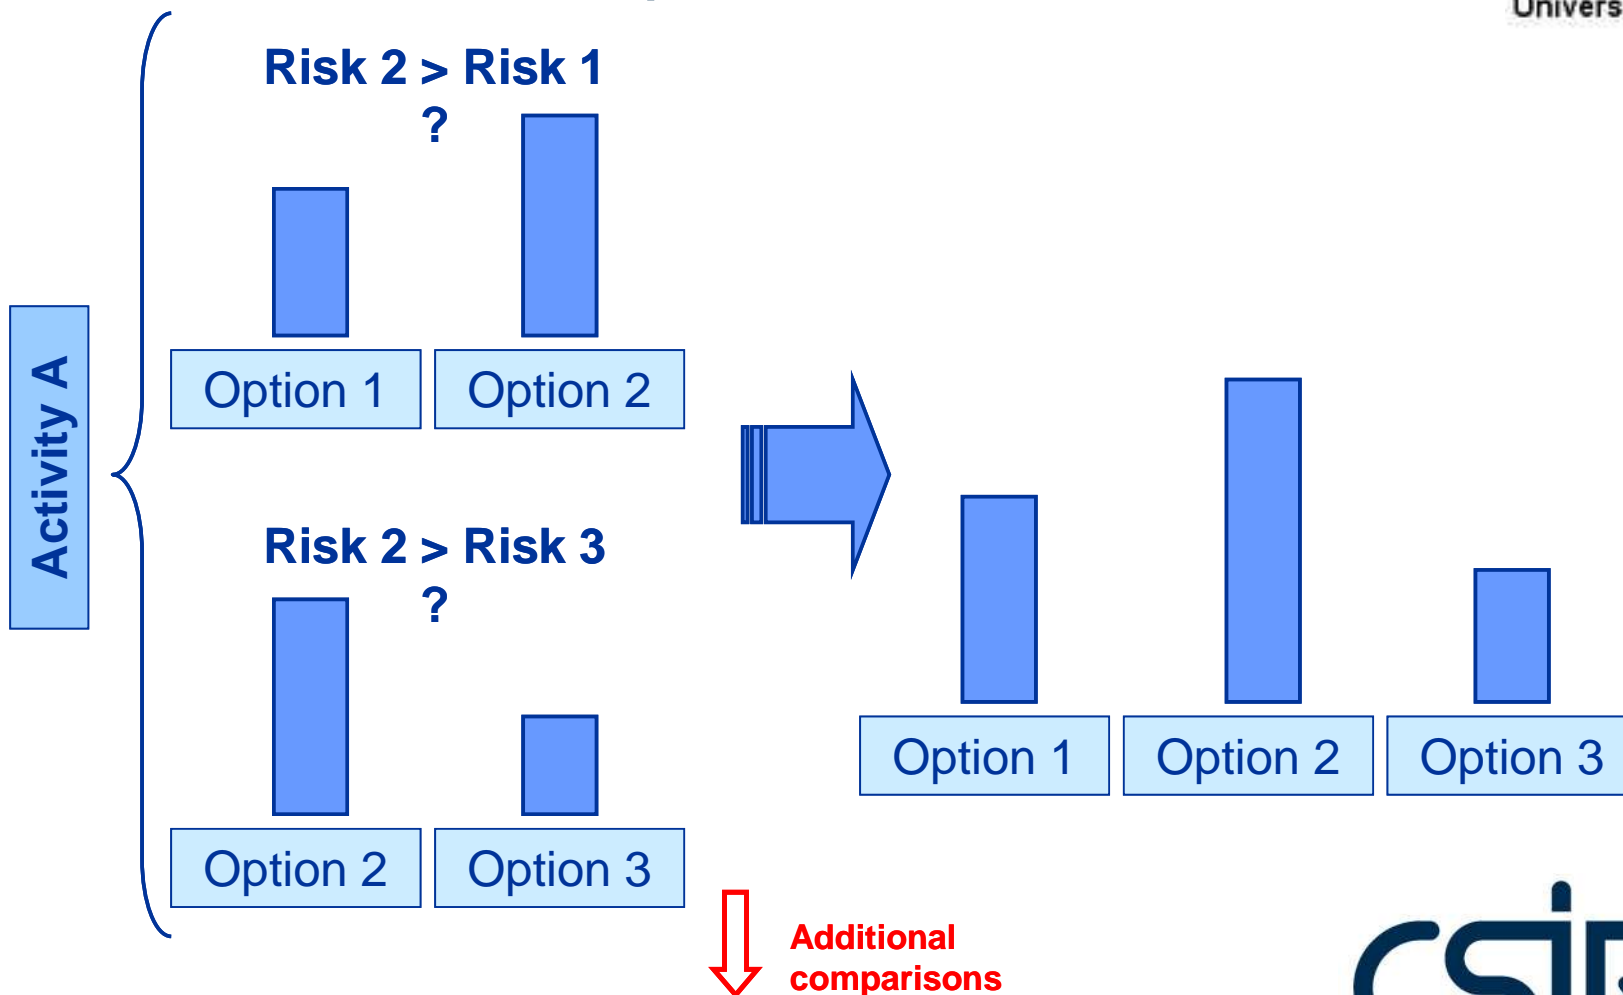 Univers
Risk 2 > Risk 1
?
Option 1
Option 2
Activity A
Risk 2 > Risk 3
?
Option 2
Option 3
Option 1
Option 2
Option 3
Additional
comparisons